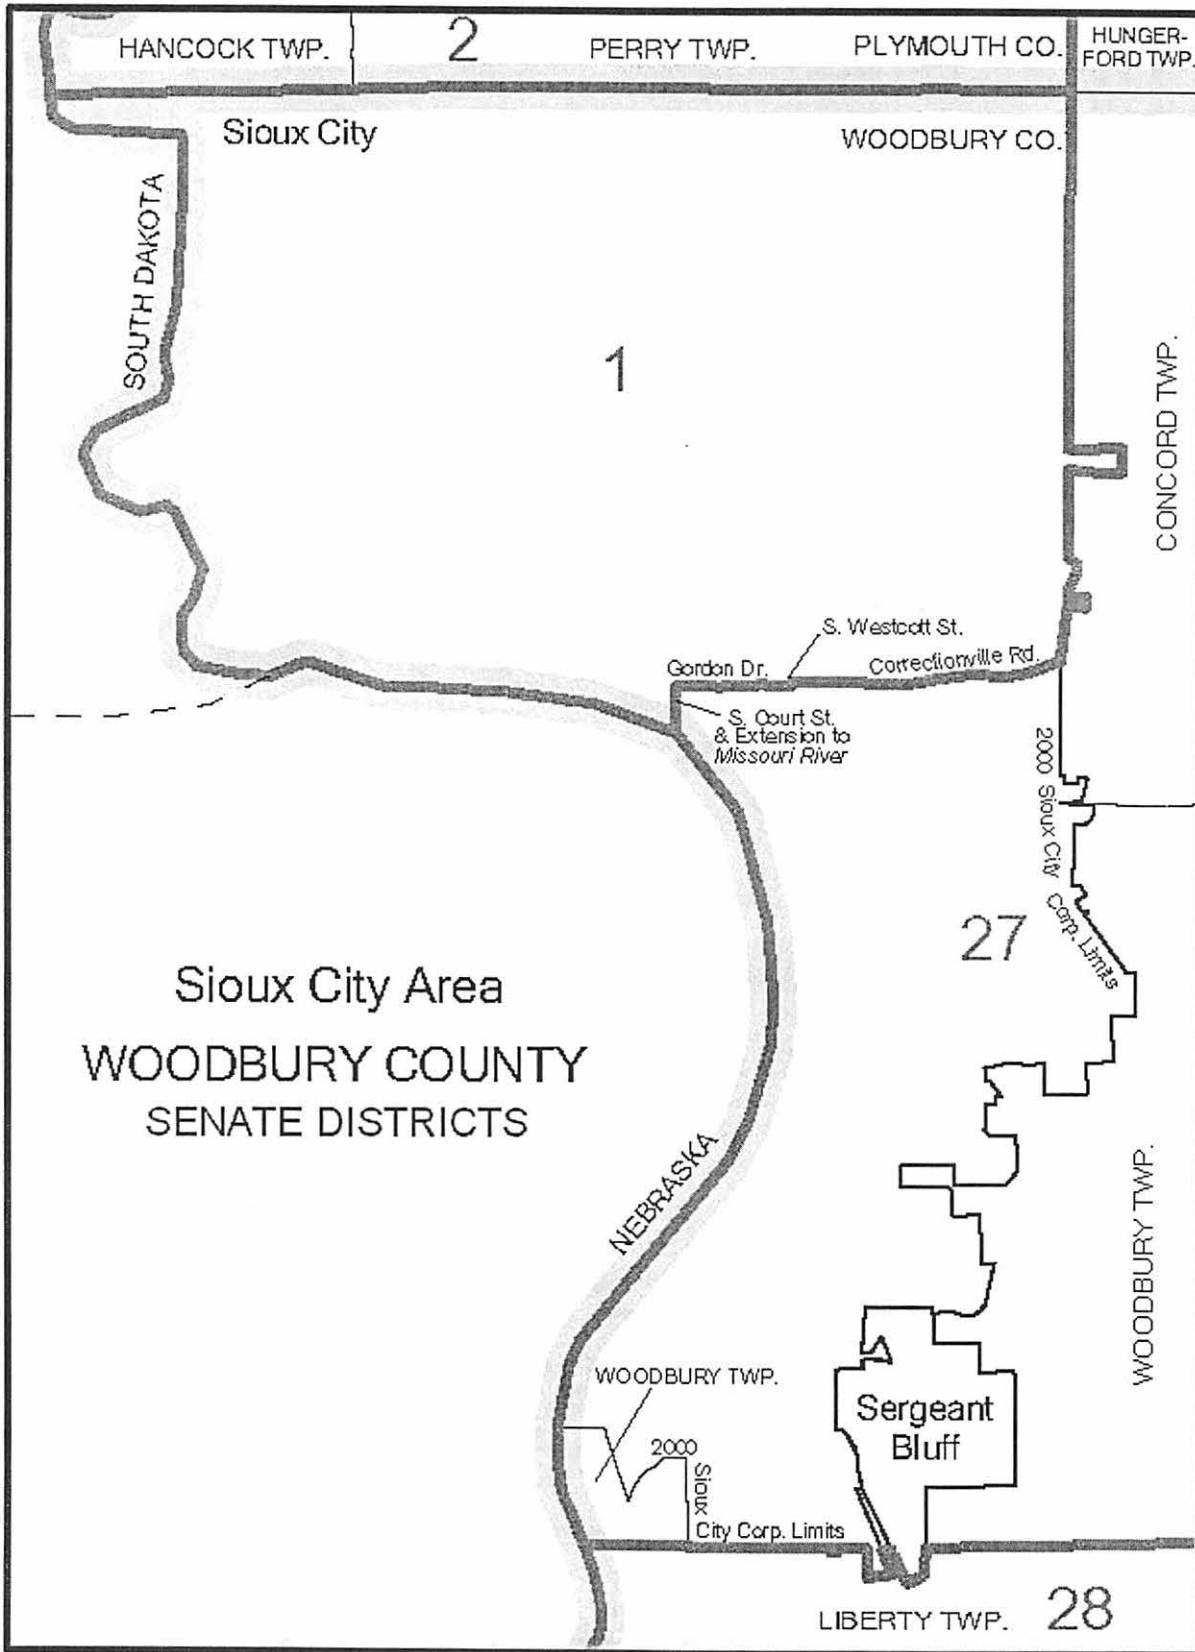 HANCOCK TWP.
2
PERRY TWP.
PLYMOUTH CO.
HUNGER-
FORD TWP.
Sioux City
WOODBURY CO.
SOUTH DAKOTA
1
CONCORD TWP.
S. Westcott St.
Gordon Dr.
Correctionville Rd.
S. Court St.
& Extension to
Missouri River
2000 Sioux City
Corp. Limits
27
Sioux City Area
WOODBURY COUNTY
SENATE DISTRICTS
NEBRASKA
WOODBURY TWP.
WOODBURY TWP.
Sergeant
Bluff
2000
Sioux
City Corp. Limits
LIBERTY TWP.
28